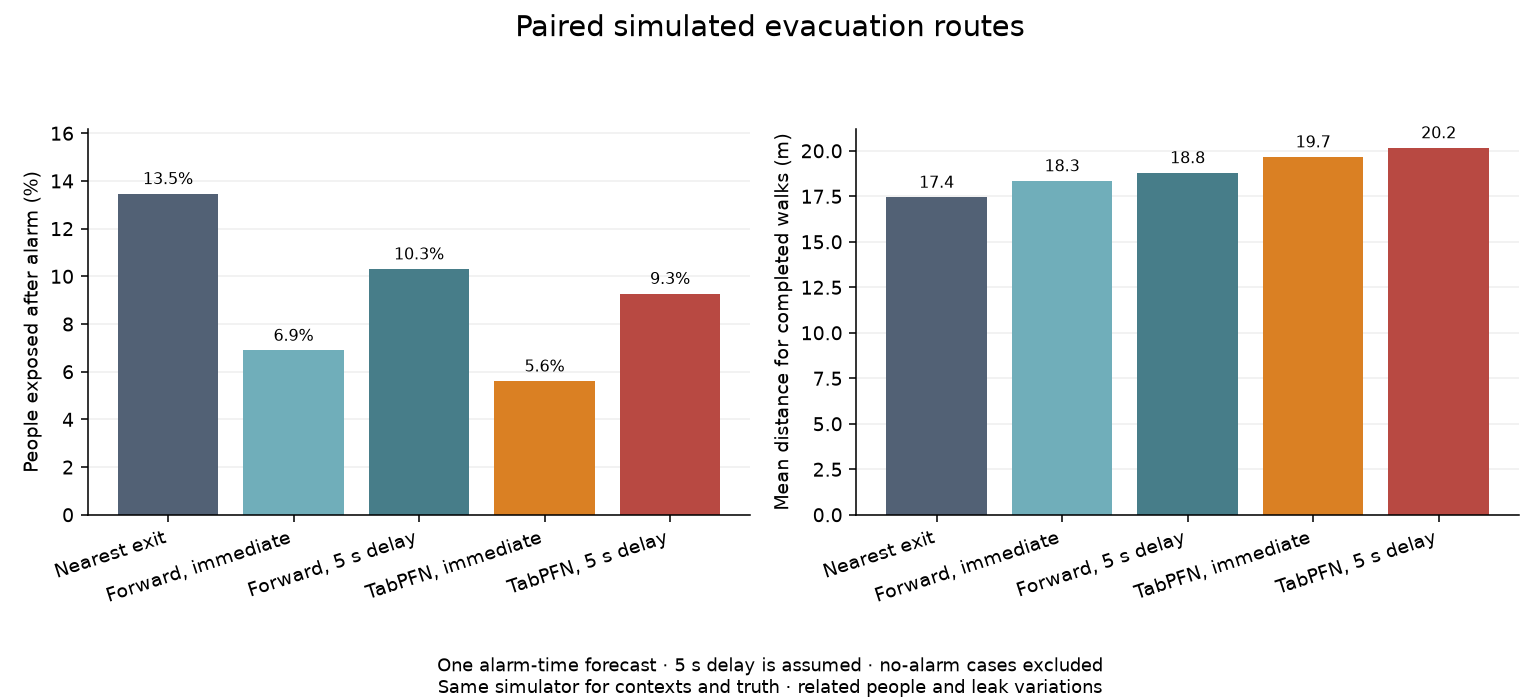 Paired simulated evacuation routes
People exposed after alarm (%)
16
14
12
10
8
6
4
2
0
13.5%
6.9%
10.3%
5.6%
9.3%
Nearest exit
Forward, immediate
Forward, 5 s delay
TabPFN, immediate
TabPFN, 5 s delay
Mean distance for completed walks (m)
20.0
17.5
15.0
12.5
10.0
7.5
5.0
2.5
0.0
17.4
18.3
18.8
19.7
20.2
Nearest exit
Forward, immediate
Forward, 5 s delay
TabPFN, immediate
TabPFN, 5 s delay
One alarm-time forecast · 5 s delay is assumed · no-alarm cases excluded
Same simulator for contexts and truth · related people and leak variations